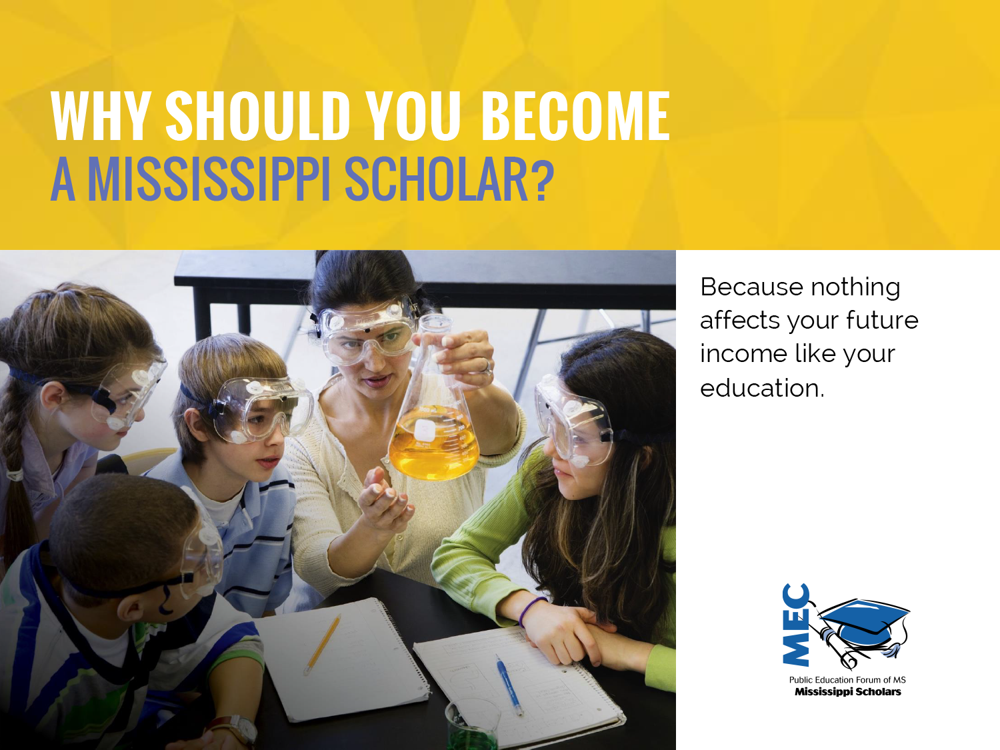 WHY SHOULD YOU BECOME
A MISSISSIPPI SCHOLAR?
Because nothing
affects your future
income like your
education.
MEC
Public Education Forum of MS
Mississippi Scholars